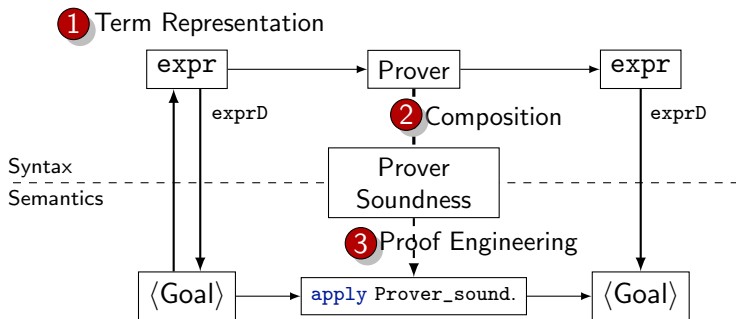 1 Term Representation
expr
Prover
expr
exprD
2 Composition
exprD
Syntax
Semantics
Prover
Soundness
3 Proof Engineering
⟨Goal⟩
apply Prover_sound.
⟨Goal⟩